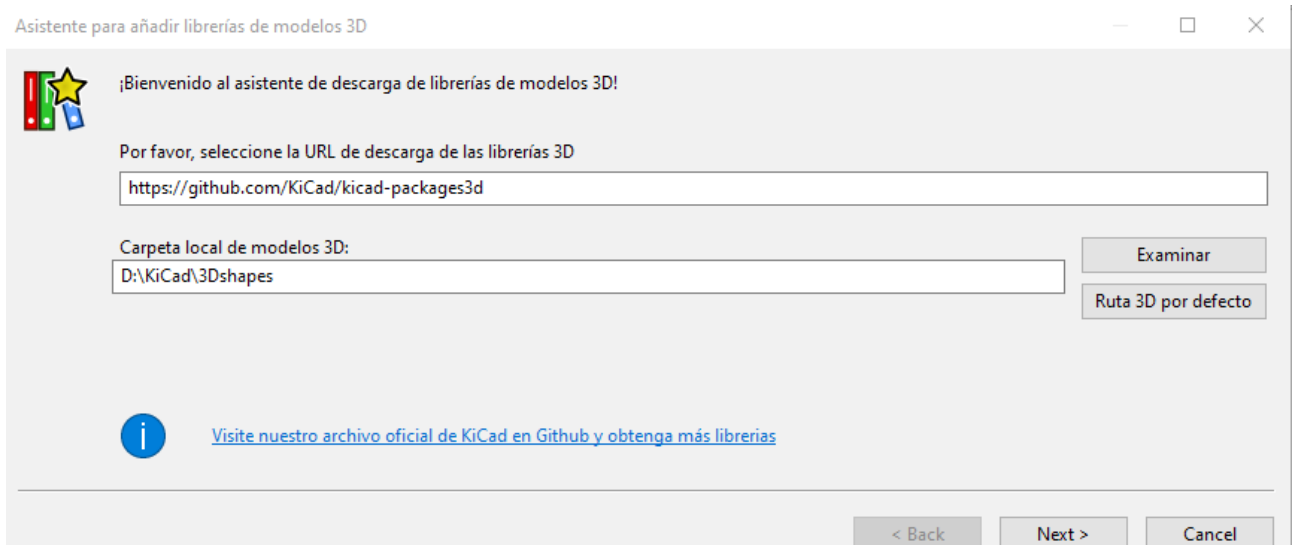 Asistente para añadir librerías de modelos 3D
¡Bienvenido al asistente de descarga de librerías de modelos 3D!
Por favor, seleccione la URL de descarga de las librerías 3D
https://github.com/KiCad/kicad-packages3d
Carpeta local de modelos 3D:
Examinar
D:\KiCad\3Dshapes
Ruta 3D por defecto
Visite nuestro archivo oficial de KiCad en Github y obtenga más librerias
< Back Next > Cancel